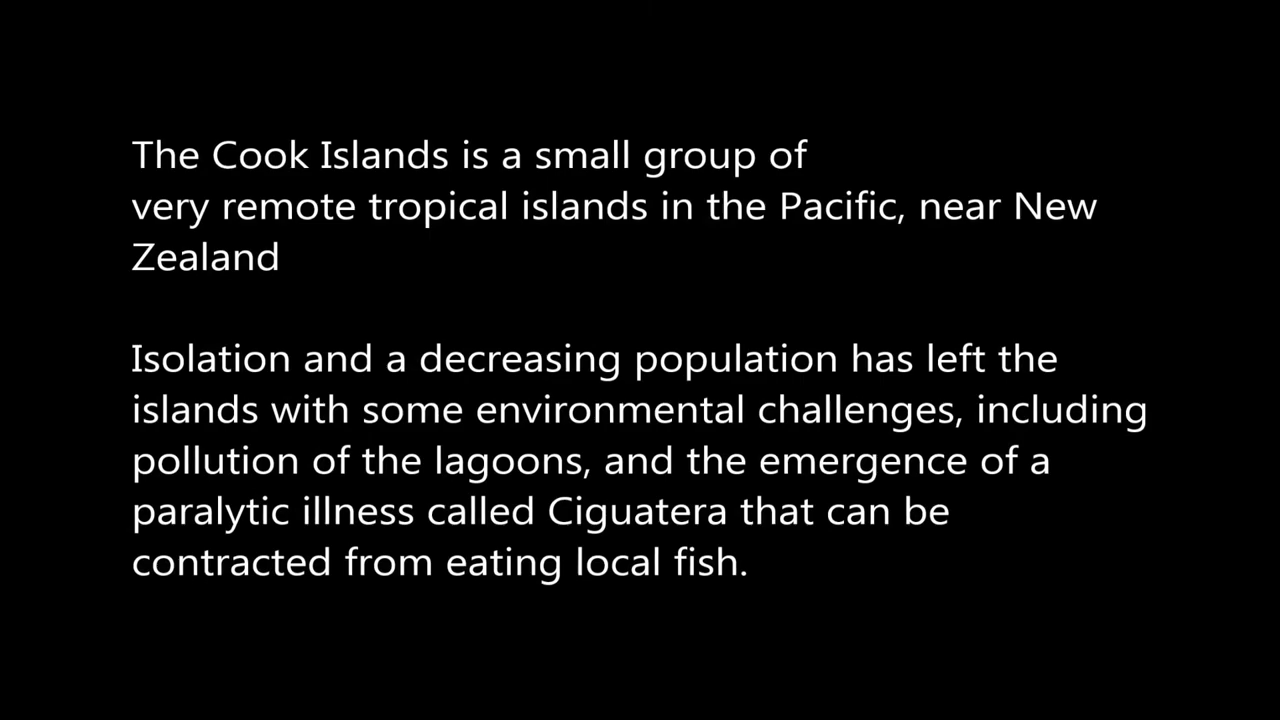 The Cook Islands is a small group of
very remote tropical islands in the Pacific, near New
Zealand
Isolation and a decreasing population has left the
islands with some environmental challenges, including
pollution of the lagoons, and the emergence of a
paralytic illness called Ciguatera that can be
contracted from eating local fish.